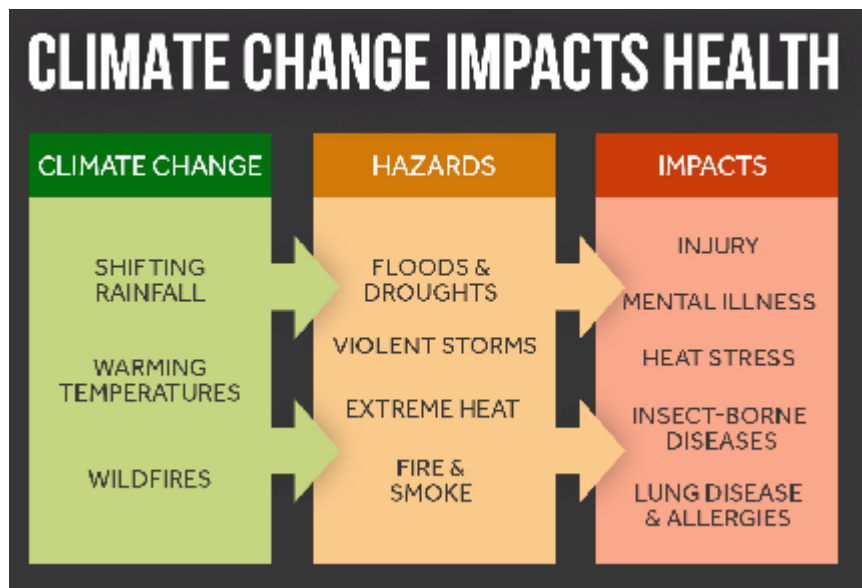 CLIMATE CHANGE IMPACTS HEALTH
CLIMATE CHANGE
SHIFTING
RAINFALL
WARMING
TEMPERATURES
WILDFIRES
HAZARDS
FLOODS &
DROUGHTS
VIOLENT STORMS
EXTREME HEAT
FIRE &
SMOKE
IMPACTS
INJURY
MENTAL ILLNESS
HEAT STRESS
INSECT-BORNE
DISEASES
LUNG DISEASE
& ALLERGIES